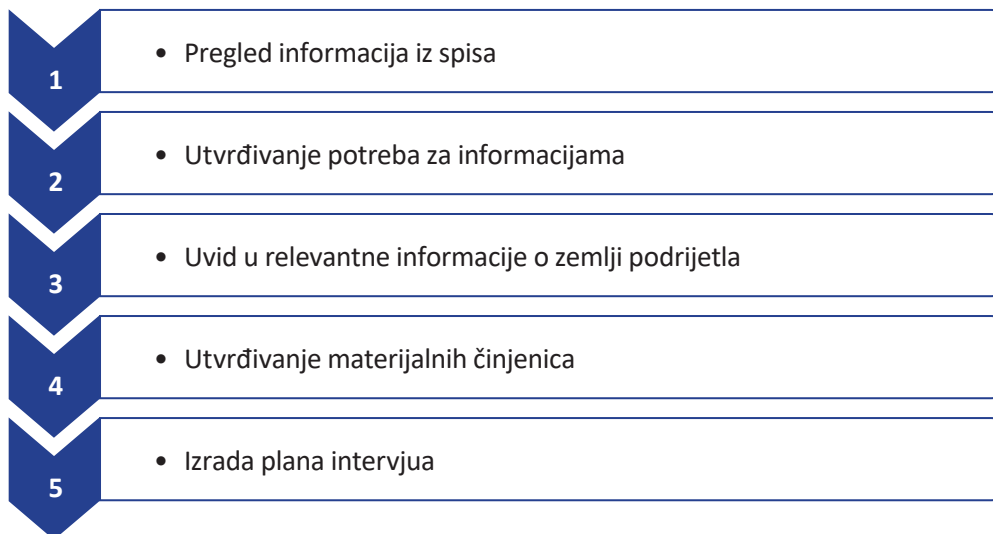 1
• Pregled informacija iz spisa
2
• Utvrđivanje potreba za informacijama
3
• Uvid u relevantne informacije o zemlji podrijetla
4
• Utvrđivanje materijalnih činjenica
5
• Izrada plana intervjua